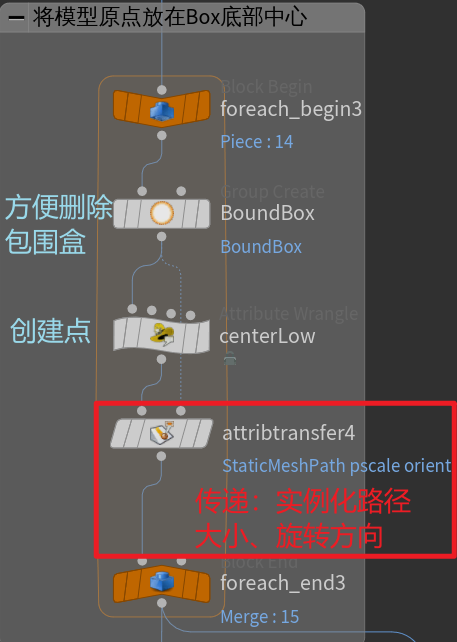 将模型原点放在Box底部中心
Block Begin
foreach_begin3
Piece : 14
方便删除
包围盒
Group Create
BoundBox
BoundBox
创建点
Attribute Wrangle
centerLow
attribtransfer4
StaticMeshPath pscale orient
传递：实例化路径
大小、旋转方向
Block End
foreach_end3
Merge : 15